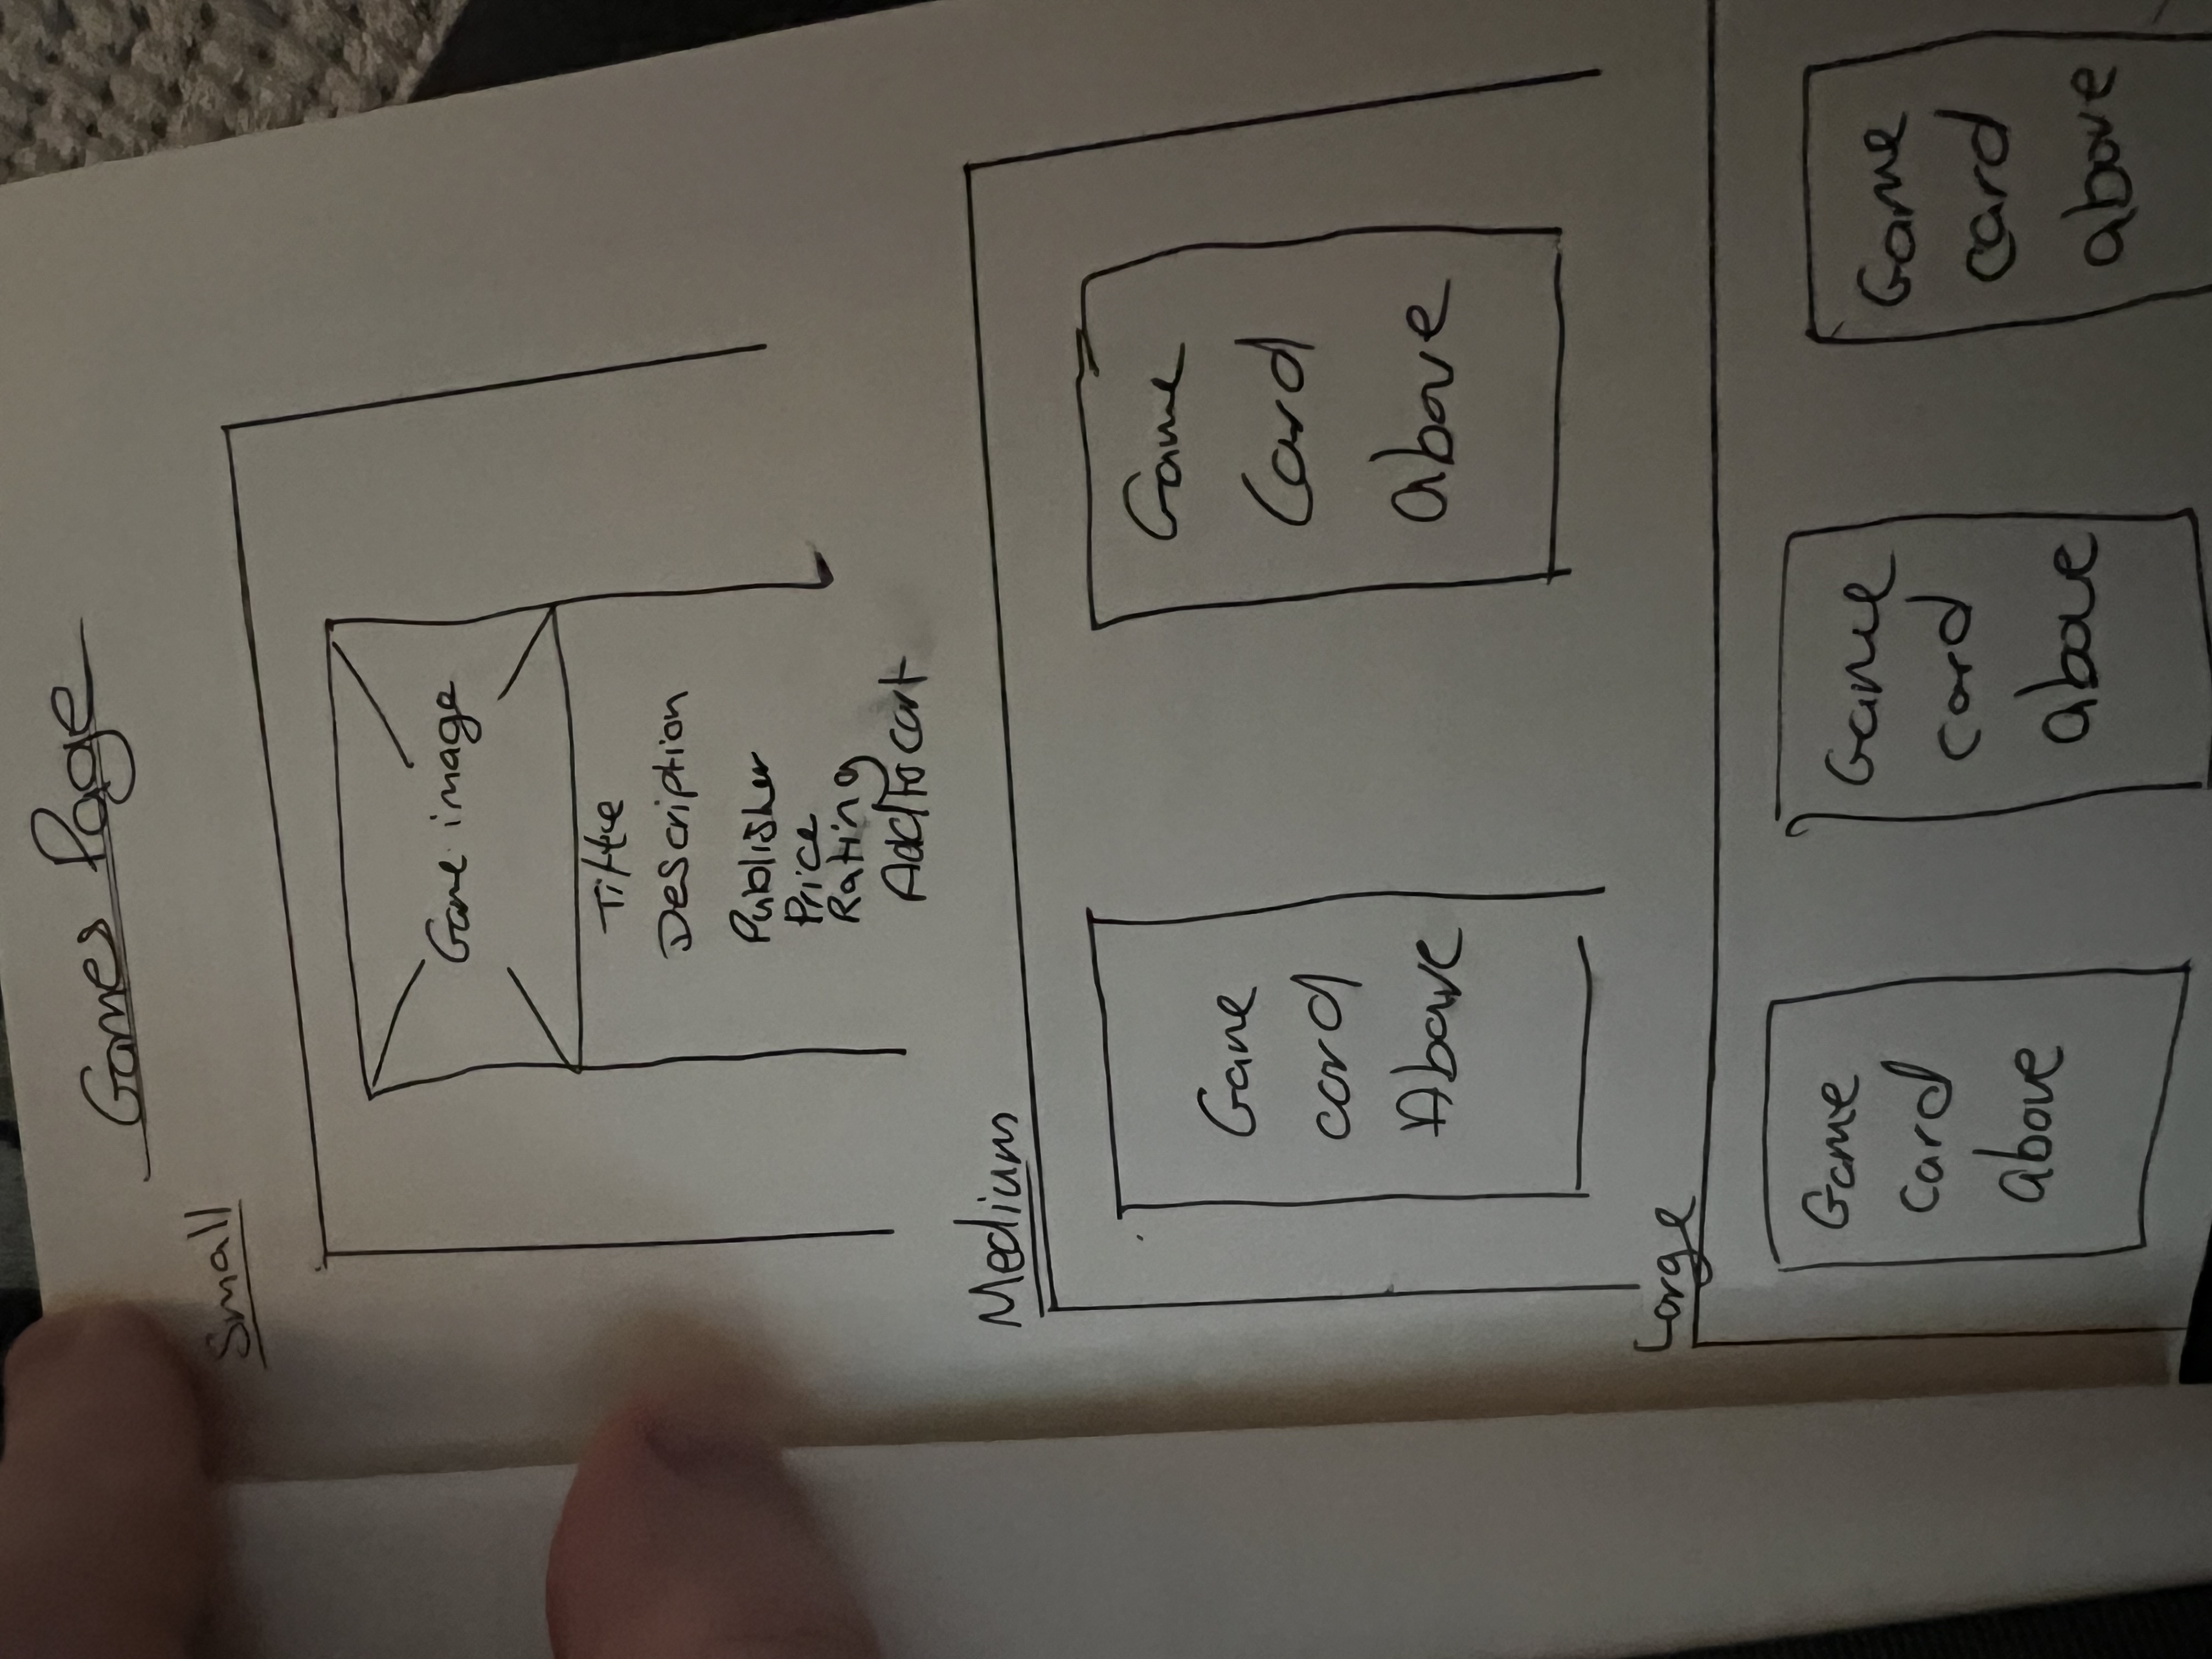 Games Page
Small
Game image
Tittle
Description
Publisher
Price
Rating
Add to cart
Medium
Game
card
Above
Game
Card
above
Large
Game
card
above
Game
card
above
Game
card
above